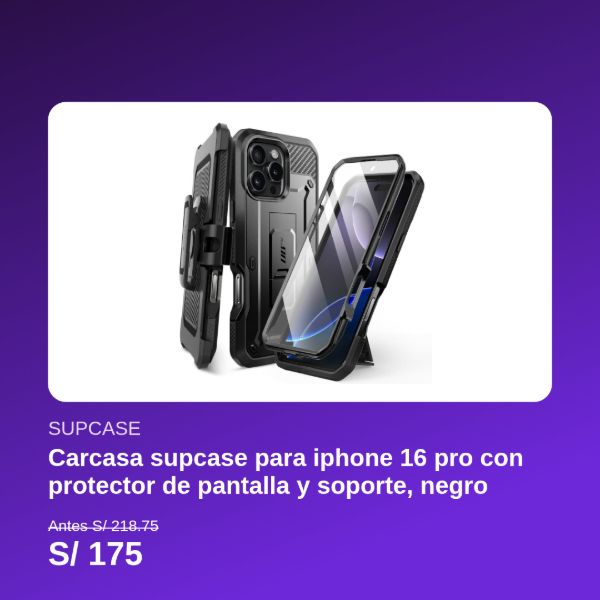 SUPCASE
Carcasa supcase para iphone 16 pro con
protector de pantalla y soporte, negro
Antes S/ 218.75
S/ 175